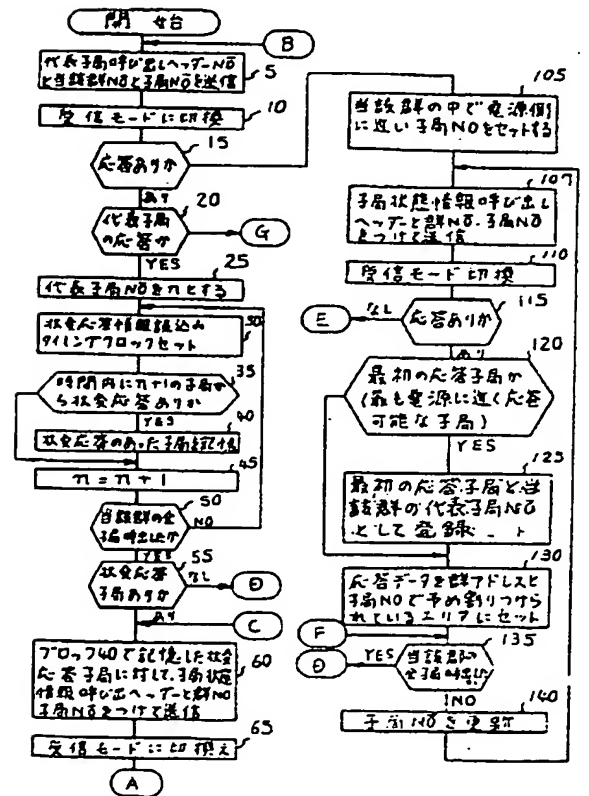 開 始
B
代表子局呼び出しヘッダーNO
と当該群NOと子局NOを送信
5
受信モードに切換
10
応答ありか
15
あり
代表子局
の応答か
20
G
YES
代表子局NOをnとする
25
状変応答情報読込み
タイミングブロックセット
30
時間内にn+1の子局か
ら状変応答ありか
35
YES
状変応答のあった子局を記憶
40
n = n + 1
45
当該群の全
子局呼出したか
50
NO
YES
状変応答
子局ありか
55
なし
D
あり
C
ブロック40で記憶した状変
応答子局に対して、子局状態
情報呼び出ヘッダーと群NO
子局NOをつけて送信
60
受信モードに切換え
65
A
当該群の中で電源側
に近い子局NOをセットする
105
子局状態情報呼び出し
ヘッダーと群NO.子局NO
をつけて送信.
107
受信モード切換
110
応答ありか
115
なし
E
あり
最初の応答子局か
(最も電源に近く応答
可能な子局)
120
YES
最初の応答子局を当
該群の代表子局NO
として登録
125
応答データを群アドレスと
子局NOで予め割りつけら
れているエリアにセット
130
F
当該群の
全子局呼出した
135
YES
D
NO
子局NOを更新
140